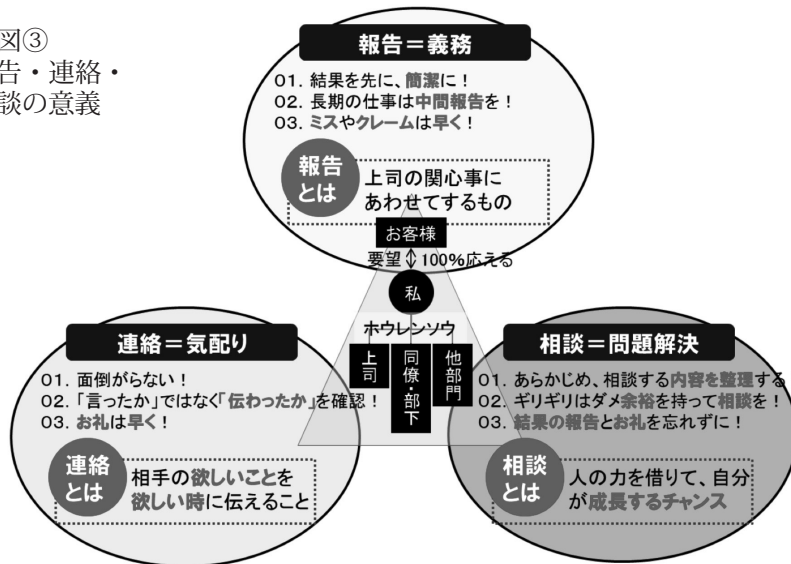 図③
告・連絡・
談の意義
報告＝義務
01. 結果を先に、簡潔に！
02. 長期の仕事は中間報告を！
03. ミスやクレームは早く！
報告
とは
上司の関心事に
あわせてするもの
お客様
要望⇕100%応える
私
ホウレンソウ
上司
同僚・部下
他部門
連絡＝気配り
01. 面倒がらない！
02. 「言ったか」ではなく「伝わったか」を確認！
03. お礼は早く！
連絡
とは
相手の欲しいことを
欲しい時に伝えること
相談＝問題解決
01. あらかじめ、相談する内容を整理する
02. ギリギリはダメ余裕を持って相談を！
03. 結果の報告とお礼を忘れずに！
相談
とは
人の力を借りて、自分
が成長するチャンス